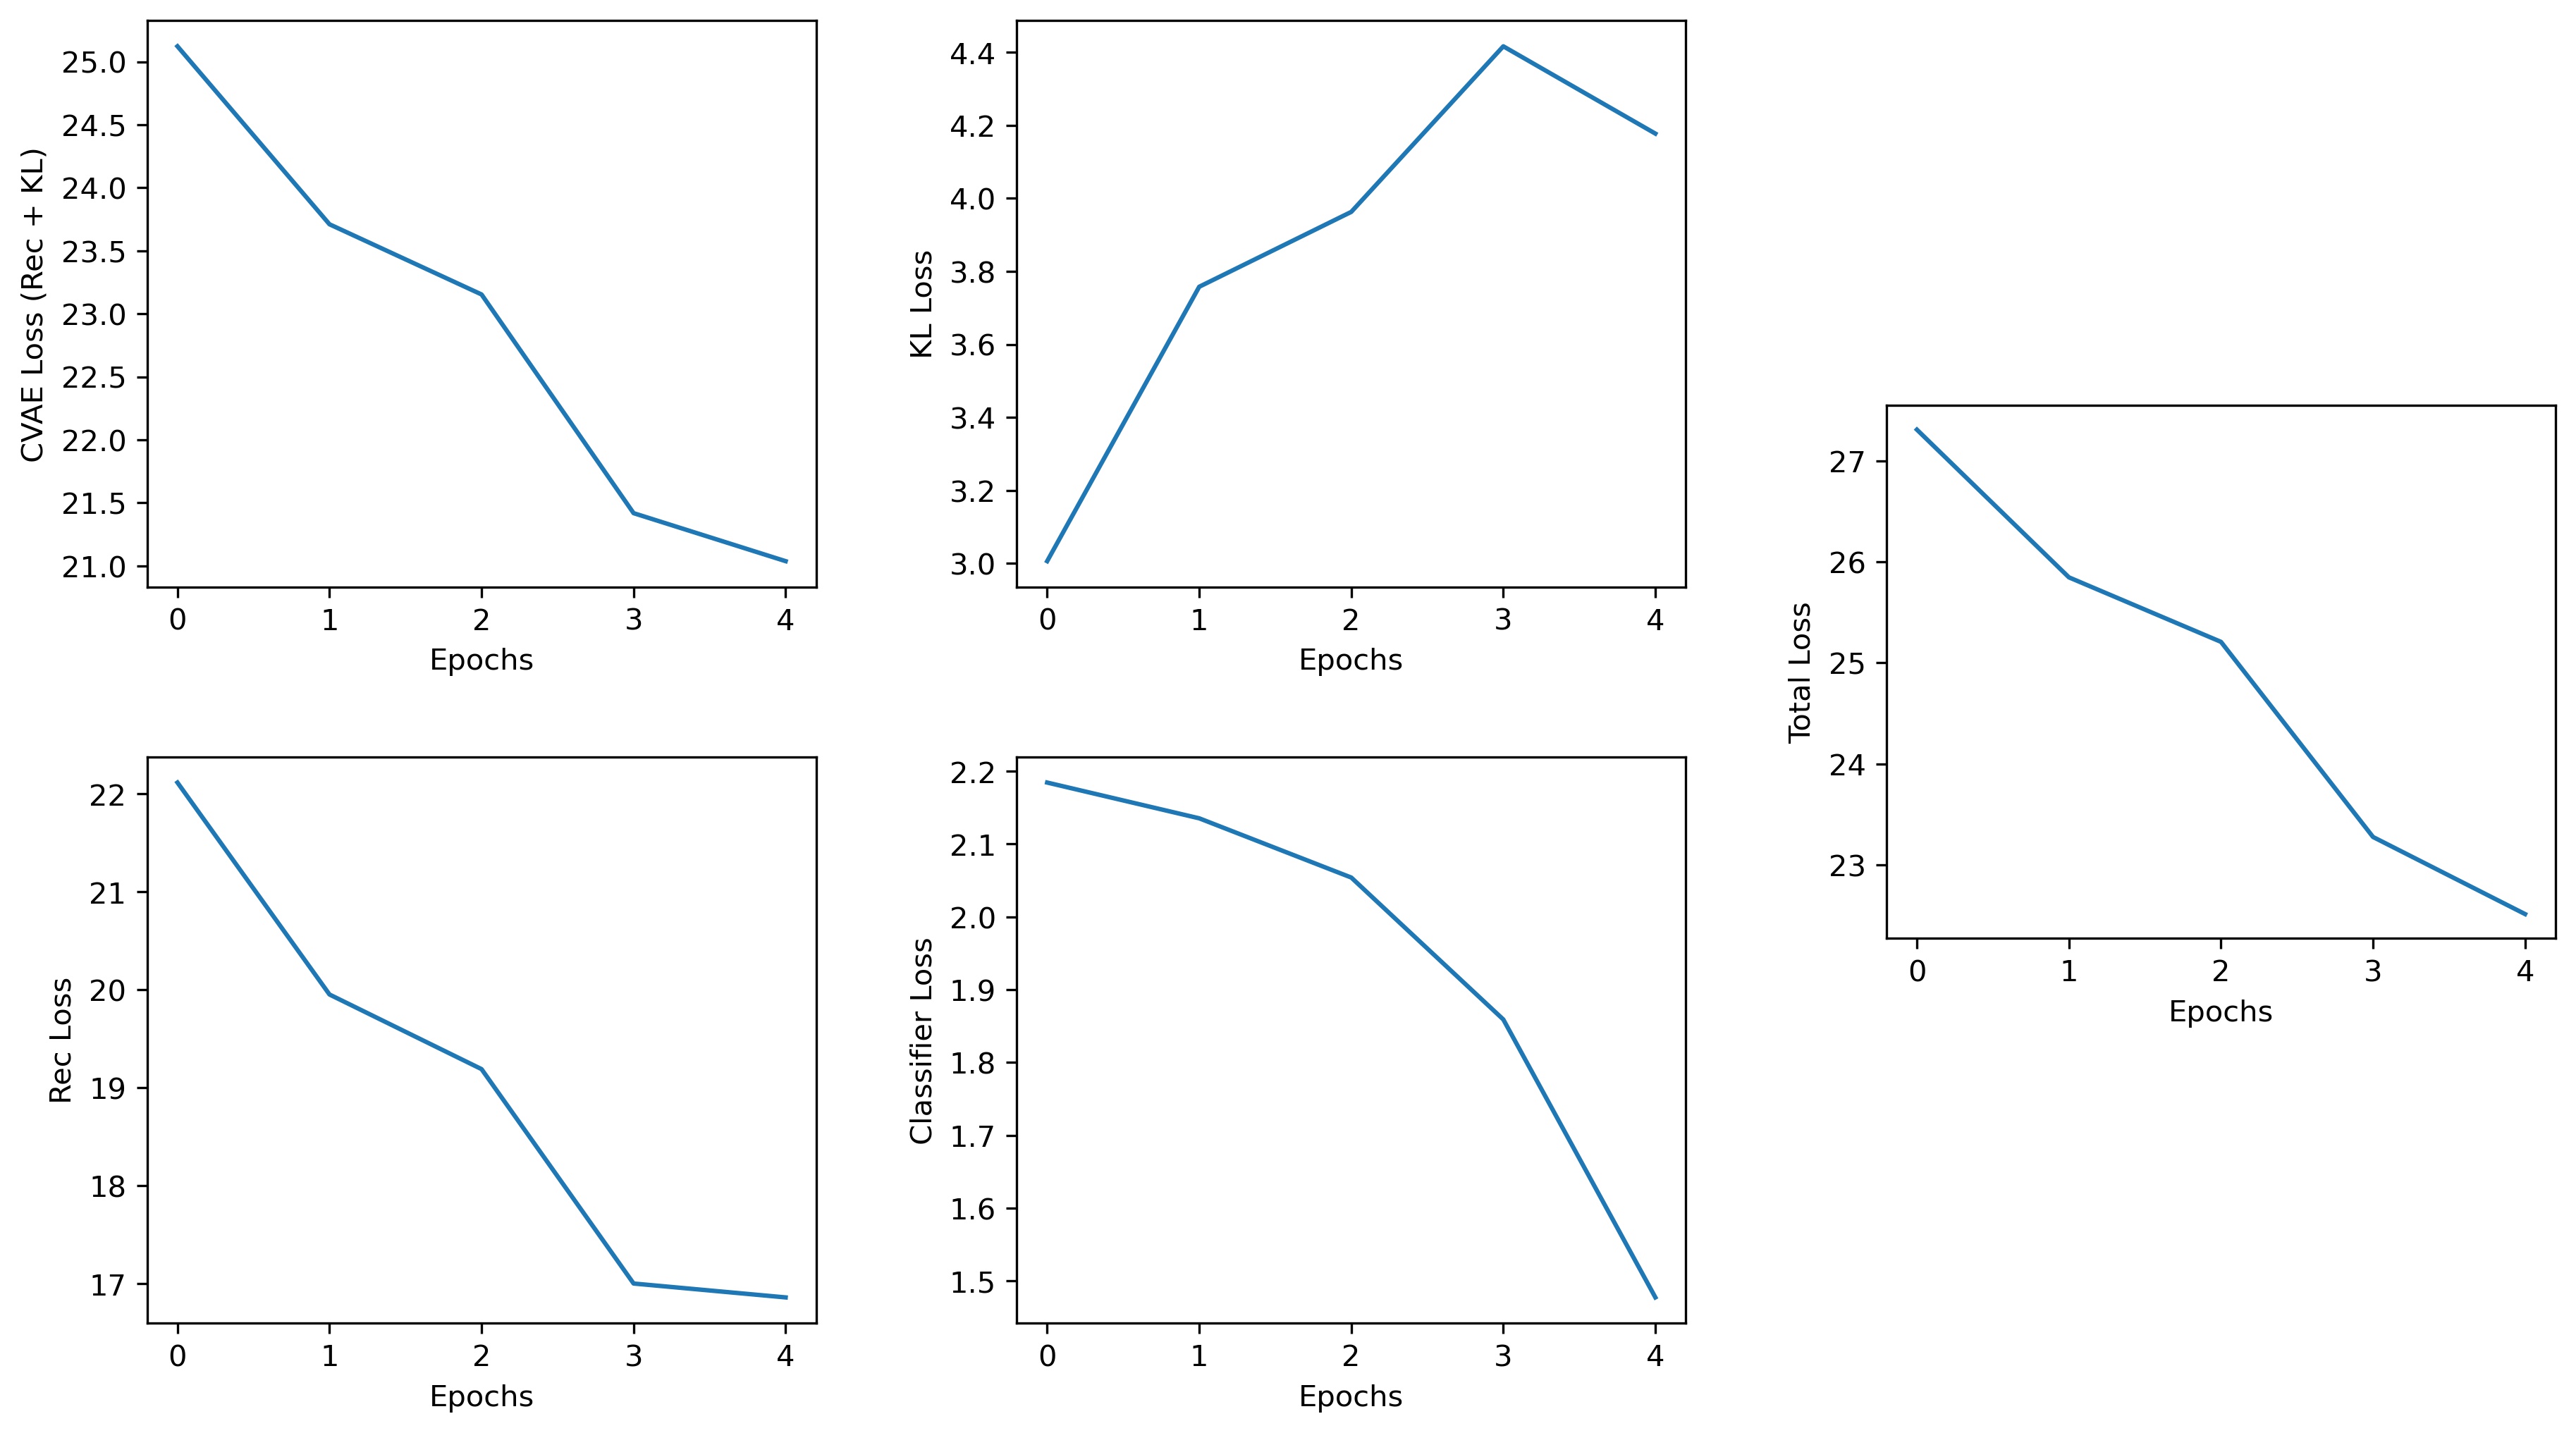 CVAE Loss (Rec + KL)
25.0
24.5
24.0
23.5
23.0
22.5
22.0
21.5
21.0
0 1 2 3 4
Epochs
KL Loss
4.4
4.2
4.0
3.8
3.6
3.4
3.2
3.0
0 1 2 3 4
Epochs
Rec Loss
22
21
20
19
18
17
0 1 2 3 4
Epochs
Classifier Loss
2.2
2.1
2.0
1.9
1.8
1.7
1.6
1.5
0 1 2 3 4
Epochs
Total Loss
27
26
25
24
23
0 1 2 3 4
Epochs